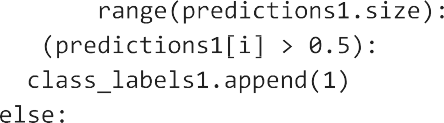 range(predictions1.size):
(predictions1[i] > 0.5):
class_labels1.append(1)
else: